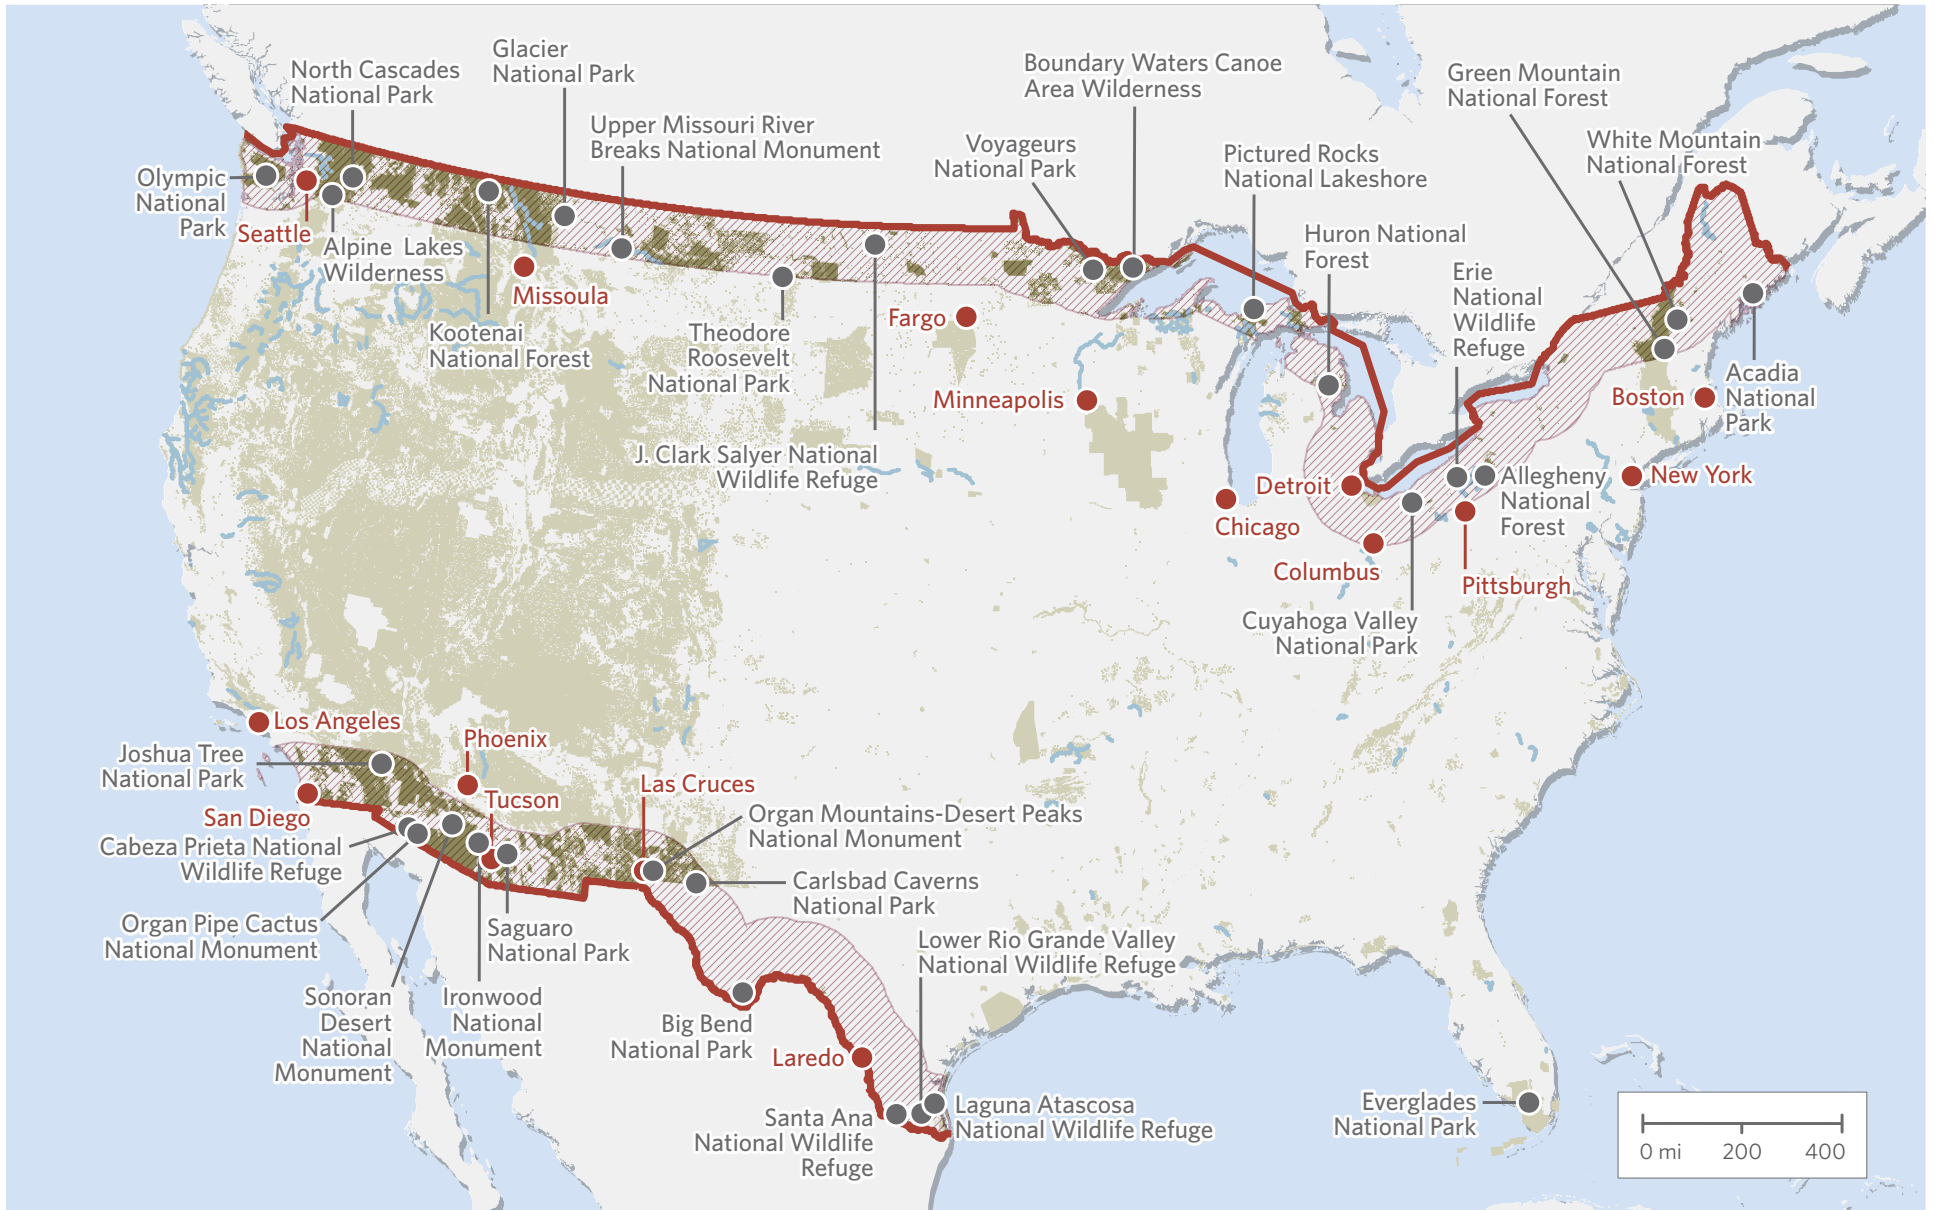 Glacier
National Park
North Cascades
National Park
Upper Missouri River
Breaks National Monument
Boundary Waters Canoe
Area Wilderness
Voyageurs
National Park
Pictured Rocks
National Lakeshore
Green Mountain
National Forest
White Mountain
National Forest
Olympic
National
Park
Seattle
Alpine Lakes
Wilderness
Missoula
Kootenai
National Forest
Theodore
Roosevelt
National Park
Fargo
Minneapolis
J. Clark Salyer National
Wildlife Refuge
Huron National
Forest
Erie
National
Wildlife
Refuge
Boston
Acadia
National
Park
New York
Detroit
Chicago
Allegheny
National
Forest
Columbus
Pittsburgh
Cuyahoga Valley
National Park
Los Angeles
Joshua Tree
National Park
Phoenix
Tucson
Las Cruces
San Diego
Cabeza Prieta National
Wildlife Refuge
Organ Mountains-Desert Peaks
National Monument
Carlsbad Caverns
National Park
Organ Pipe Cactus
National Monument
Saguaro
National Park
Sonoran
Desert
National
Monument
Ironwood
National
Monument
Lower Rio Grande Valley
National Wildlife Refuge
Big Bend
National Park
Laredo
Santa Ana
National Wildlife
Refuge
Laguna Atascosa
National Wildlife Refuge
Everglades
National Park
0 mi 200 400